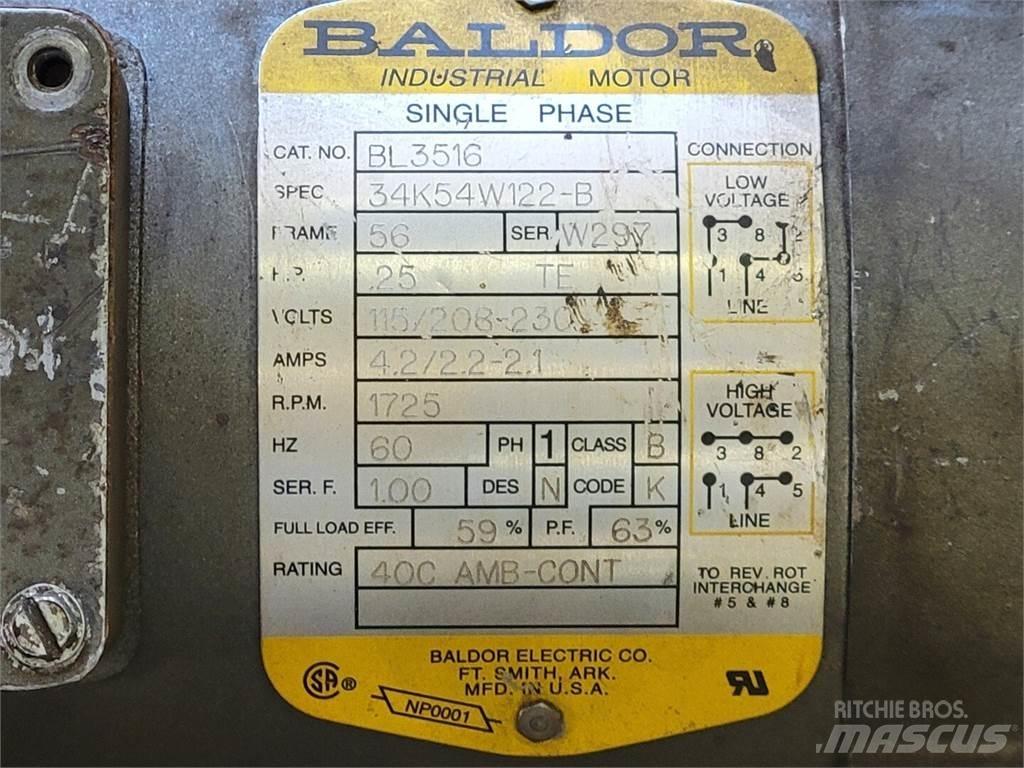 BALDOR
INDUSTRIAL MOTOR
SINGLE PHASE
CAT. NO. BL3516
SPEC. 34K54W122-B
FRAME 56 SER. W297
H.P. .25 TE
VOLTS 115/208-230
AMPS 4.2/2.2-2.1
R.P.M. 1725
HZ 60 PH 1 CLASS B
SER. F. 1.00 DES N CODE K
FULL LOAD EFF. 59 % P.F. 63 %
RATING 40C AMB-CONT
CONNECTION
LOW
VOLTAGE
3 8 2
1 4 5
LINE
HIGH
VOLTAGE
3 8 2
1 4 5
LINE
TO REV. ROT
INTERCHANGE
#5 & #8
BALDOR ELECTRIC CO.
FT. SMITH, ARK.
MFD. IN U.S.A.
SA ®
NP0001
RU
RITCHIE BROS.
MASCUS